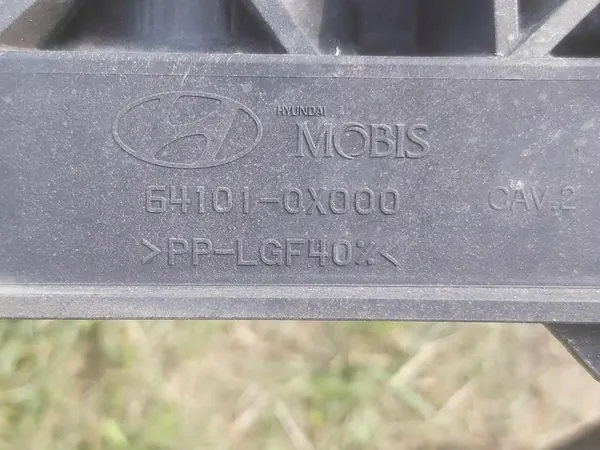 HYUNDAI
MOBIS
64101-0X000 CAV.2
>PP-LGF40%<